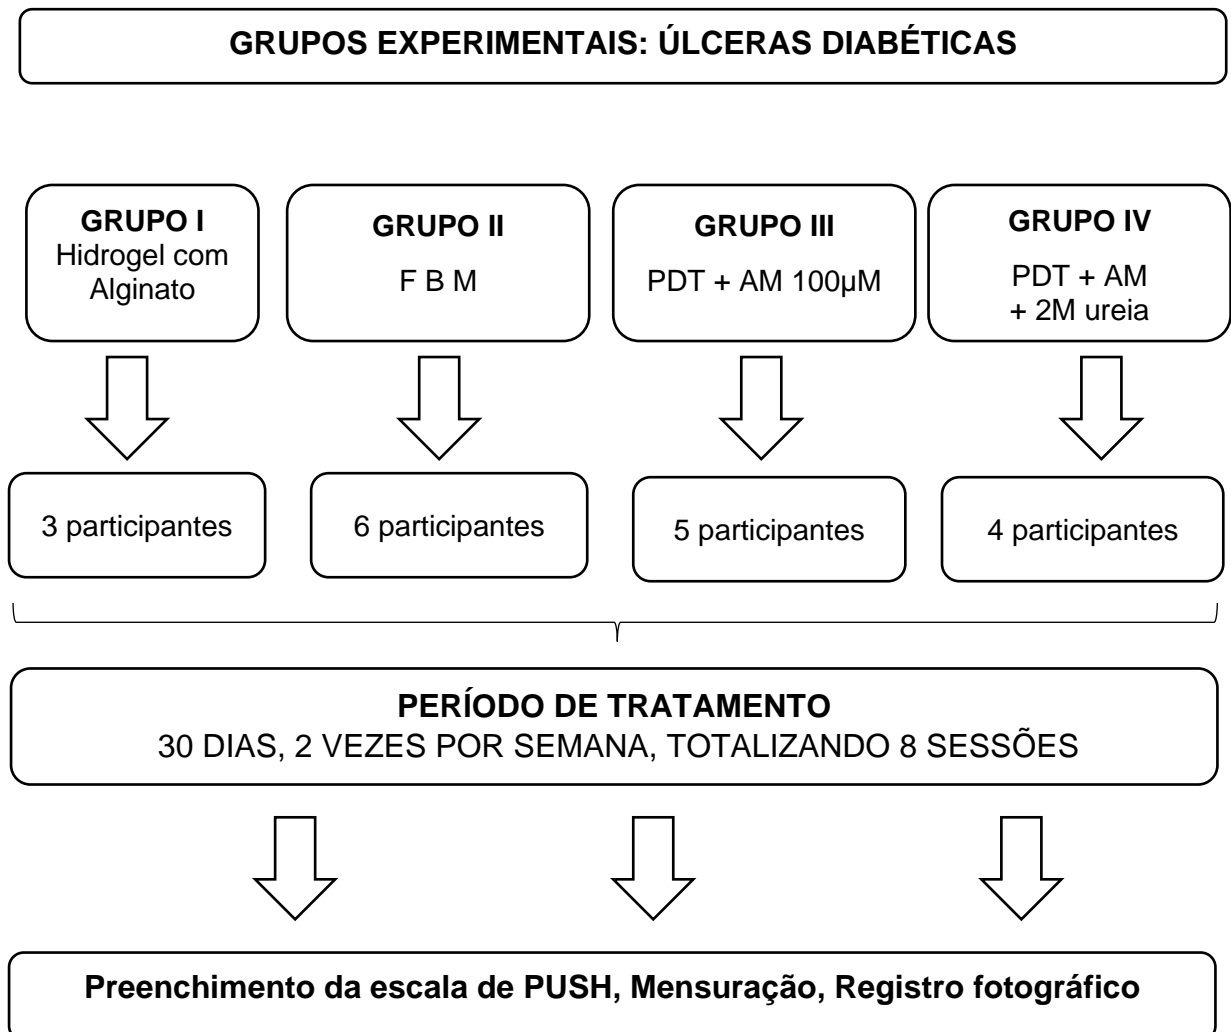 GRUPOS EXPERIMENTAIS: ÚLCERAS DIABÉTICAS
GRUPO I
Hidrogel com
Alginato
GRUPO II
F B M
GRUPO III
PDT + AM 100µM
GRUPO IV
PDT + AM
+ 2M ureia
3 participantes
6 participantes
5 participantes
4 participantes
PERÍODO DE TRATAMENTO
30 DIAS, 2 VEZES POR SEMANA, TOTALIZANDO 8 SESSÕES
Preenchimento da escala de PUSH, Mensuração, Registro fotográfico